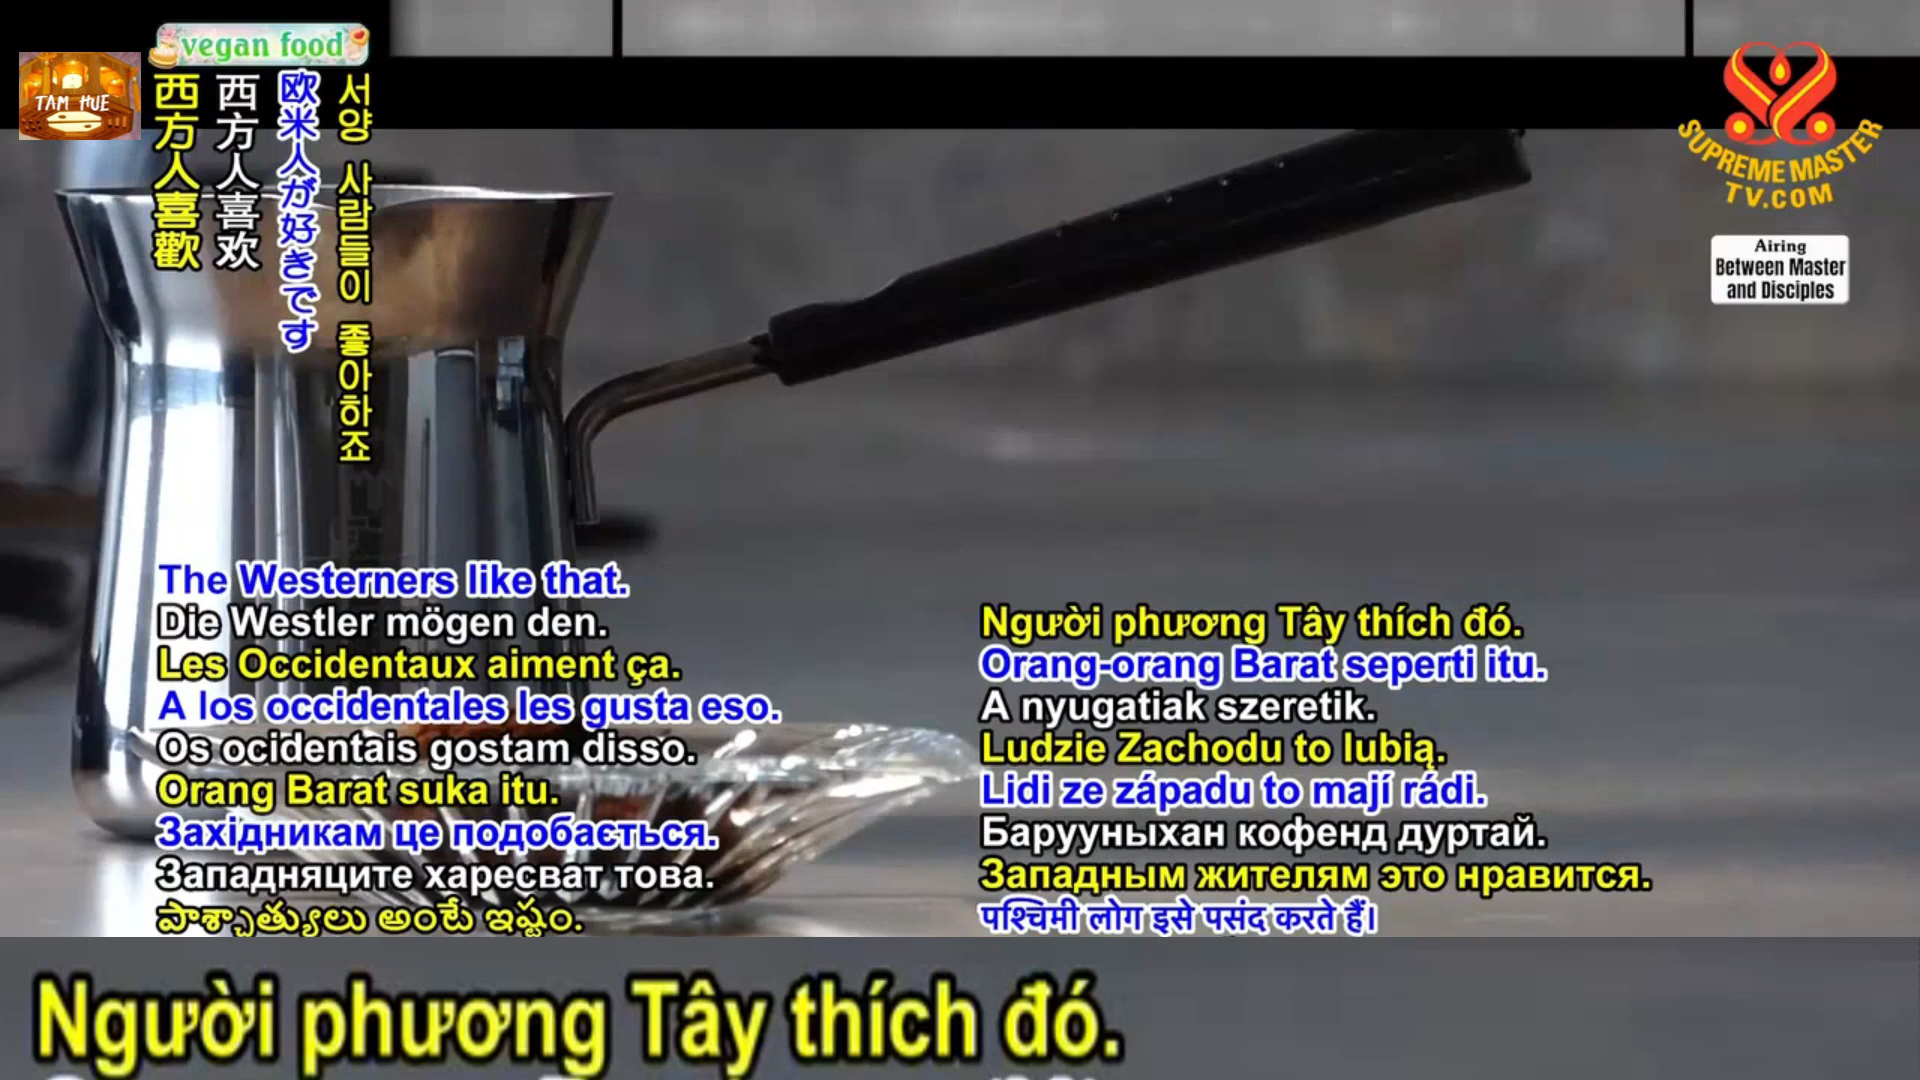 vegan food
TAM HUE
西方人喜歡
西方人喜欢
欧米人が好きです
서양 사람들이 좋아하죠
SUPREME MASTER
TV.COM
Airing
Between Master
and Disciples
The Westerners like that.
Die Westler mögen den.
Les Occidentaux aiment ça.
A los occidentales les gusta eso.
Os ocidentais gostam disso.
Orang Barat suka itu.
Західникам це подобається.
Западняците харесват това.
పాశ్చాత్యులు అంటే ఇష్టం.
Người phương Tây thích đó.
Orang-orang Barat seperti itu.
A nyugatiak szeretik.
Ludzie Zachodu to lubią.
Lidi ze západu to mají rádi.
Барууныхан кофенд дуртай.
Западным жителям это нравится.
पश्चिमी लोग इसे पसंद करते हैं।
Người phương Tây thích đó.